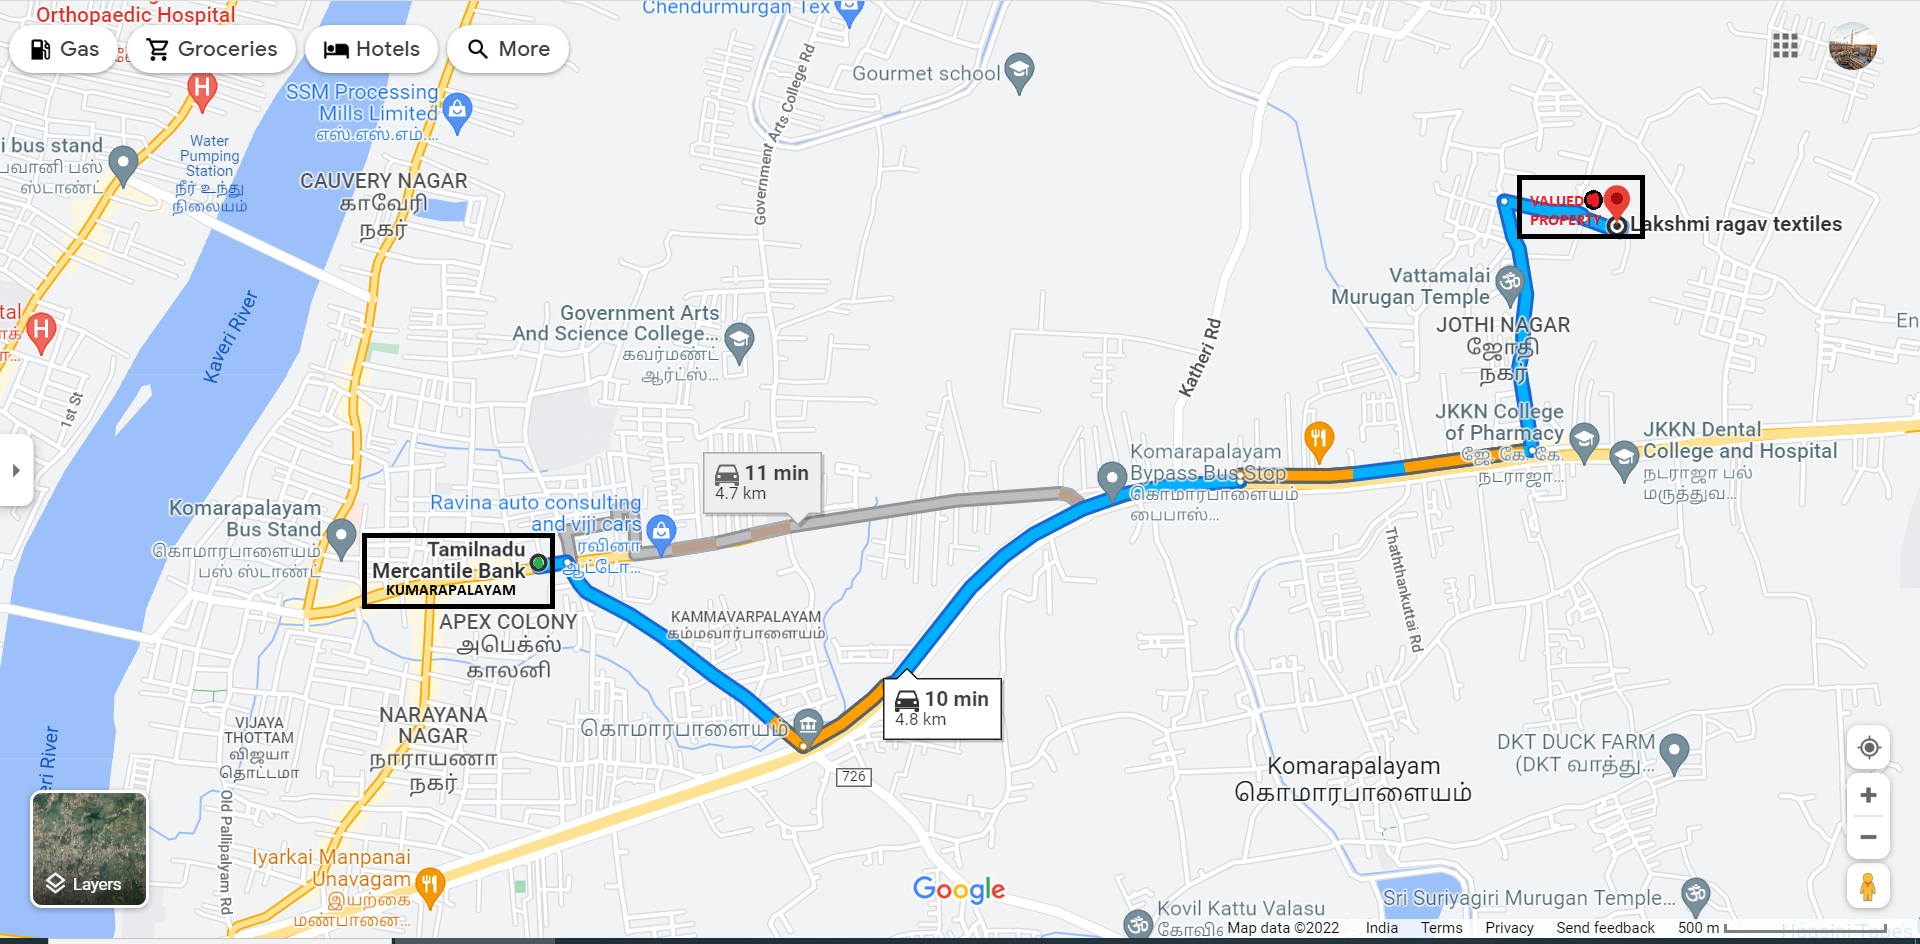 Orthopaedic Hospital
Gas
Groceries
Hotels
More
Chendurmurgan Tex
Gourmet school
Government Arts College Rd
SSM Processing
Mills Limited
எஸ்.எஸ்.எம்....
Water
Pumping
Station
நீர் உந்து
நிலையம்
i bus stand
பவானி பஸ்
ஸ்டாண்ட்
CAUVERY NAGAR
காவேரி
நகர்
Kaveri River
1st St
tal
VALUED
PROPERTY
Lakshmi ragav textiles
Vattamalai
Murugan Temple
JOTHI NAGAR
ஜோதி
நகர்
Katheri Rd
En
Government Arts
And Science College...
கவர்மண்ட்
ஆர்ட்ஸ்...
JKKN College
of Pharmacy
ஜே.கே.கே.
நடராஜா...
JKKN Dental
College and Hospital
நடராஜா பல்
மருத்துவ...
Komarapalayam
Bypass Bus Stop
கொமாரபாளையம்
பைபாஸ்...
11 min
4.7 km
Ravina auto consulting
and viji cars
ரவினா
ஆட்டோ...
Komarapalayam
Bus Stand
கொமாரபாளையம்
பஸ் ஸ்டாண்ட்
Tamilnadu
Mercantile Bank
KUMARAPALAYAM
APEX COLONY
அபெக்ஸ்
காலனி
KAMMAVARPALAYAM
கம்மவார்பாளையம்
Thaththankuttai Rd
10 min
4.8 km
கொமாரபாளையம்
726
NARAYANA
NAGAR
நாராயணா
நகர்
VIJAYA
THOTTAM
விஜயா
தொட்டமா
eri River
Old Pallipalayam Rd
Komarapalayam
கொமாரபாளையம்
DKT DUCK FARM
(DKT வாத்து...
Layers
Iyarkai Manpanai
Unavagam
இயற்கை
மண்பானை...
Google
Sri Suriyagiri Murugan Temple...
Kovil Kattu Valasu
Map data ©2022
India
Terms
Privacy
Send feedback
500 m